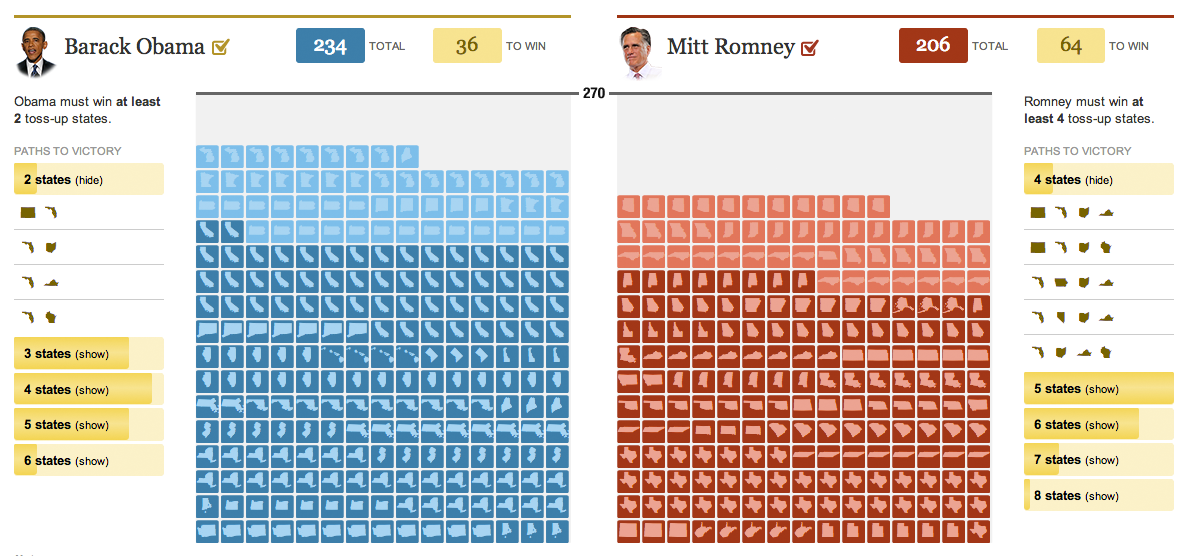 Barack Obama
234 TOTAL
36 TO WIN
Mitt Romney
206 TOTAL
64 TO WIN
270
Obama must win at least
2 toss-up states.
PATHS TO VICTORY
2 states (hide)
3 states (show)
4 states (show)
5 states (show)
6 states (show)
Romney must win at
least 4 toss-up states.
PATHS TO VICTORY
4 states (hide)
5 states (show)
6 states (show)
7 states (show)
8 states (show)